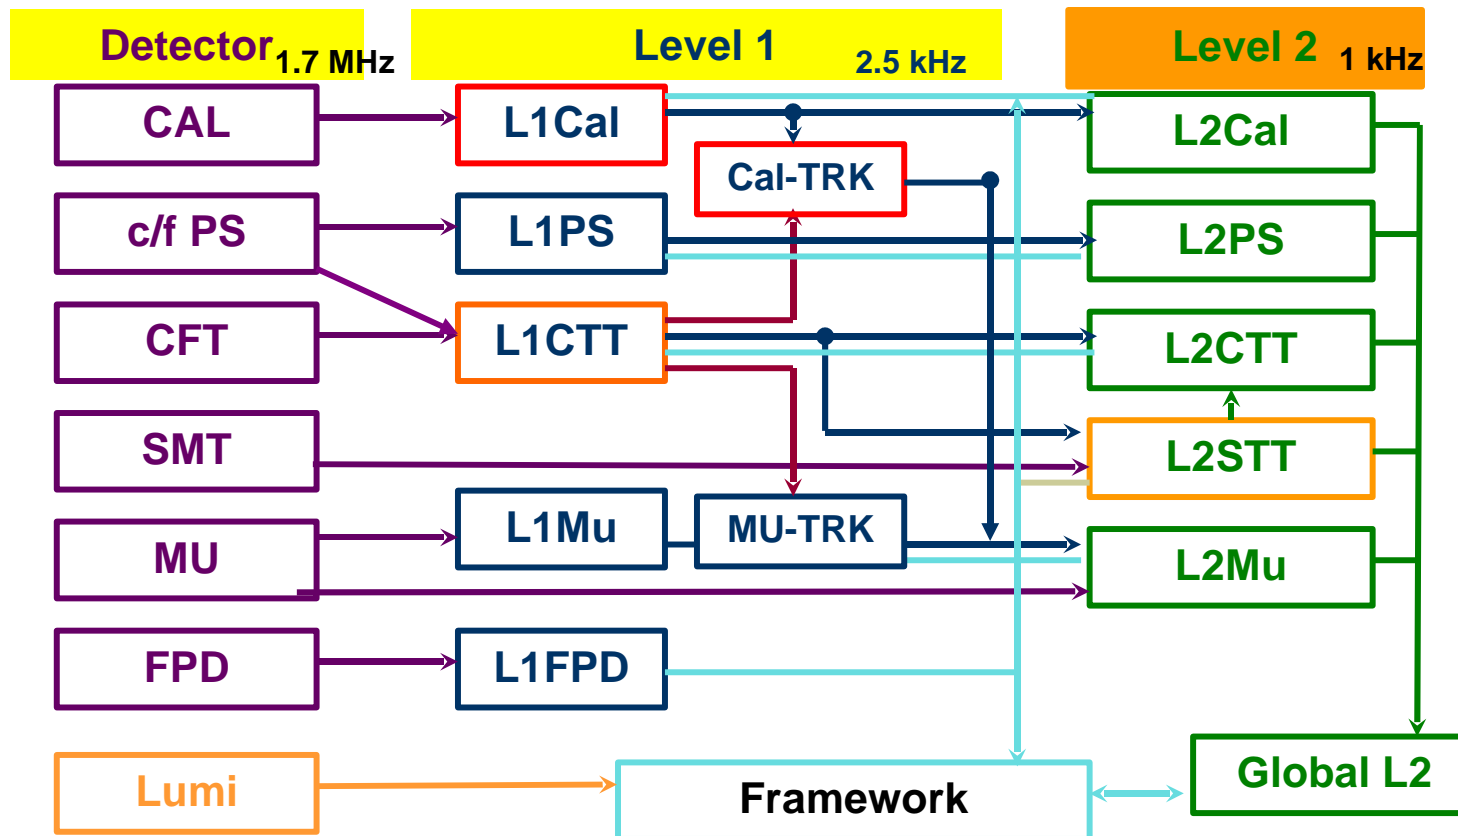 Detector 1.7 MHz Level 1 2.5 kHz Level 2 1 kHz
CAL L1Cal L2Cal
Cal-TRK
c/f PS L1PS L2PS
CFT L1CTT L2CTT
SMT L2STT
MU L1Mu MU-TRK L2Mu
FPD L1FPD
Lumi Framework Global L2